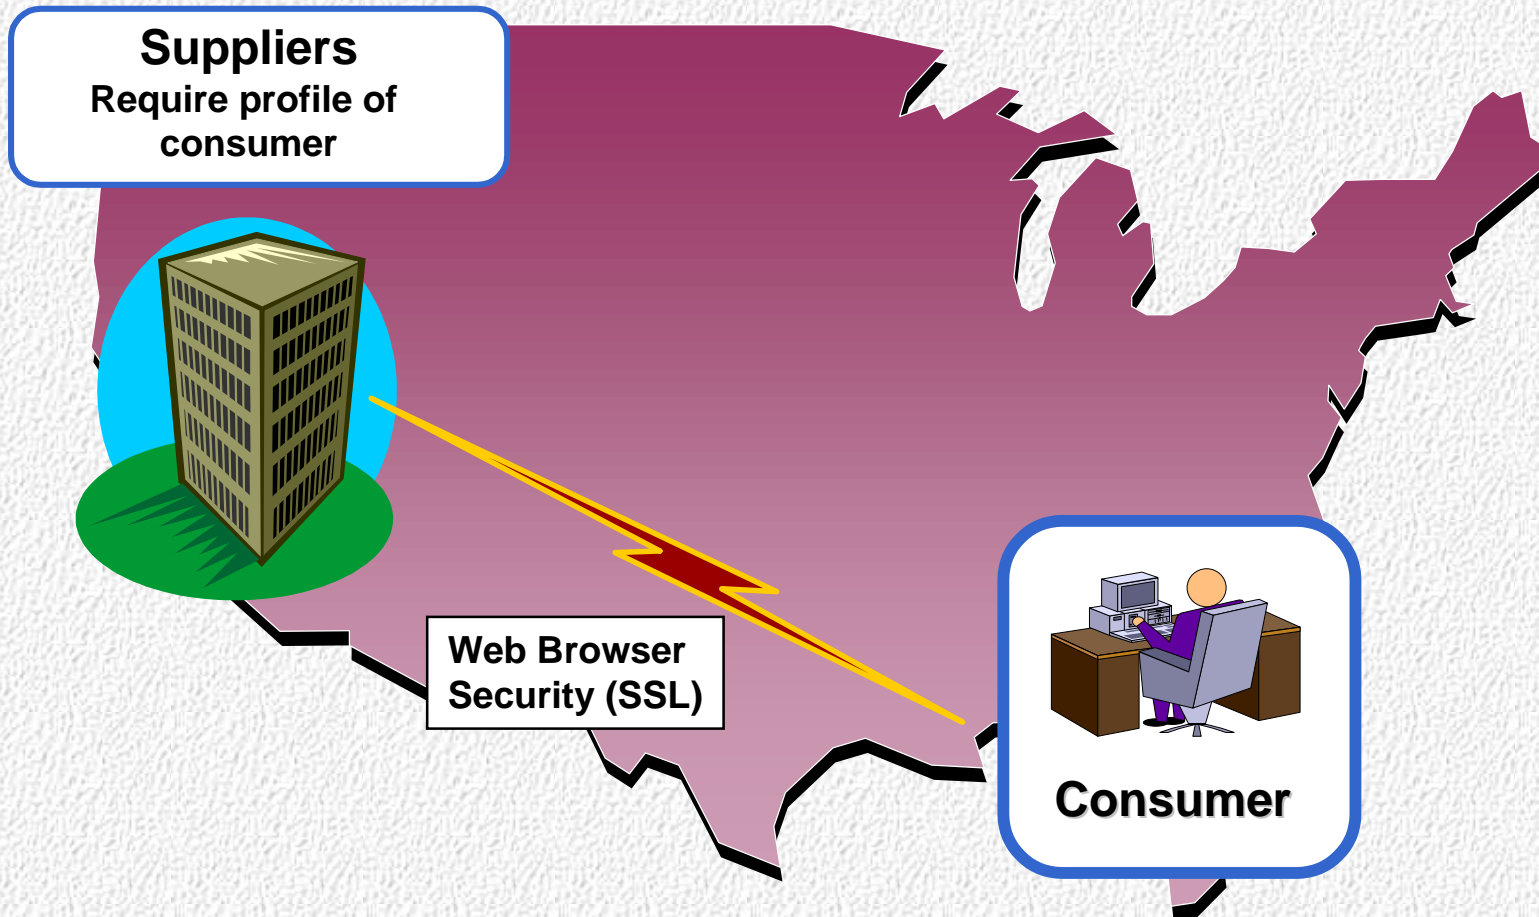 Suppliers
Require profile of
consumer
Web Browser
Security (SSL)
Consumer